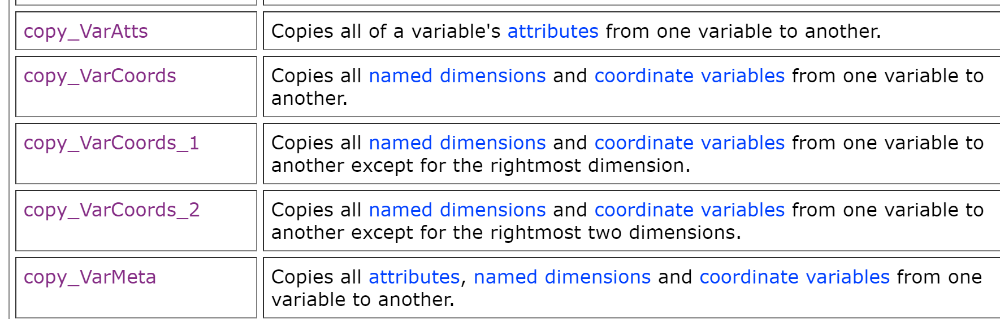 copy_VarAtts
Copies all of a variable's attributes from one variable to another.
copy_VarCoords
Copies all named dimensions and coordinate variables from one variable to
another.
copy_VarCoords_1
Copies all named dimensions and coordinate variables from one variable to
another except for the rightmost dimension.
copy_VarCoords_2
Copies all named dimensions and coordinate variables from one variable to
another except for the rightmost two dimensions.
copy_VarMeta
Copies all attributes, named dimensions and coordinate variables from one
variable to another.